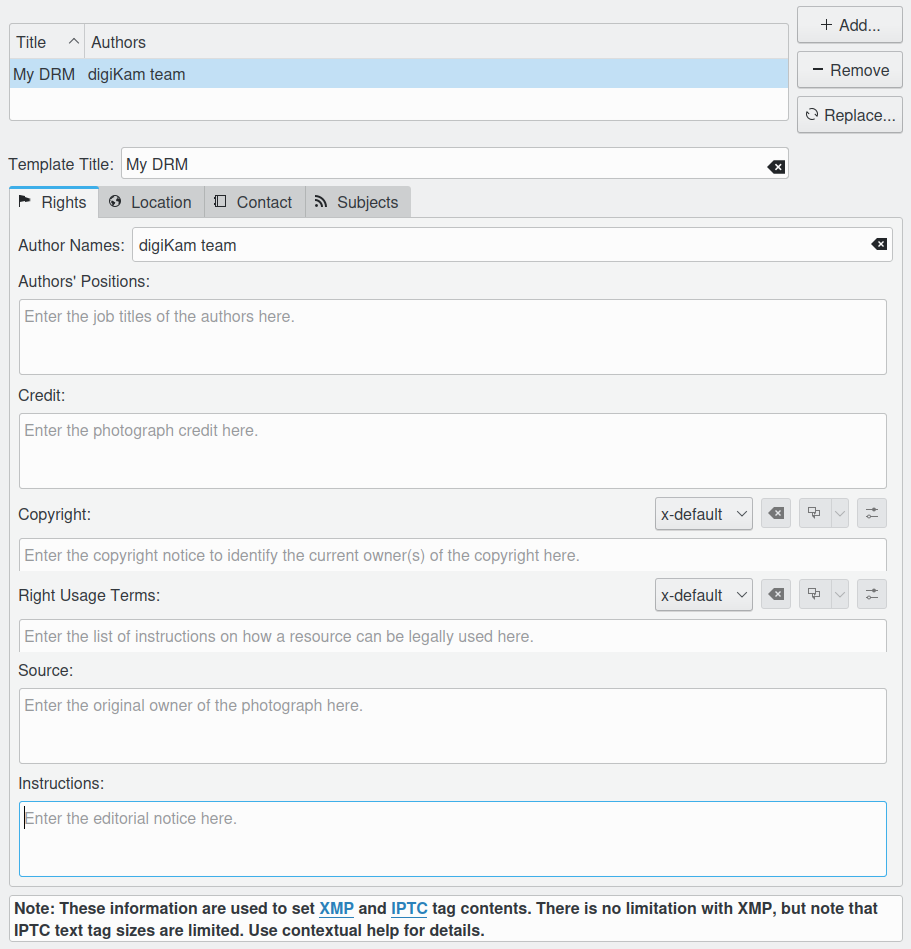 Title Authors
+ Add...
My DRM digiKam team
− Remove
Replace...
Template Title: My DRM
Rights Location Contact Subjects
Author Names: digiKam team
Authors' Positions:
Enter the job titles of the authors here.
Credit:
Enter the photograph credit here.
Copyright: x-default
Enter the copyright notice to identify the current owner(s) of the copyright here.
Right Usage Terms: x-default
Enter the list of instructions on how a resource can be legally used here.
Source:
Enter the original owner of the photograph here.
Instructions:
Enter the editorial notice here.
Note: These information are used to set XMP and IPTC tag contents. There is no limitation with XMP, but note that
IPTC text tag sizes are limited. Use contextual help for details.